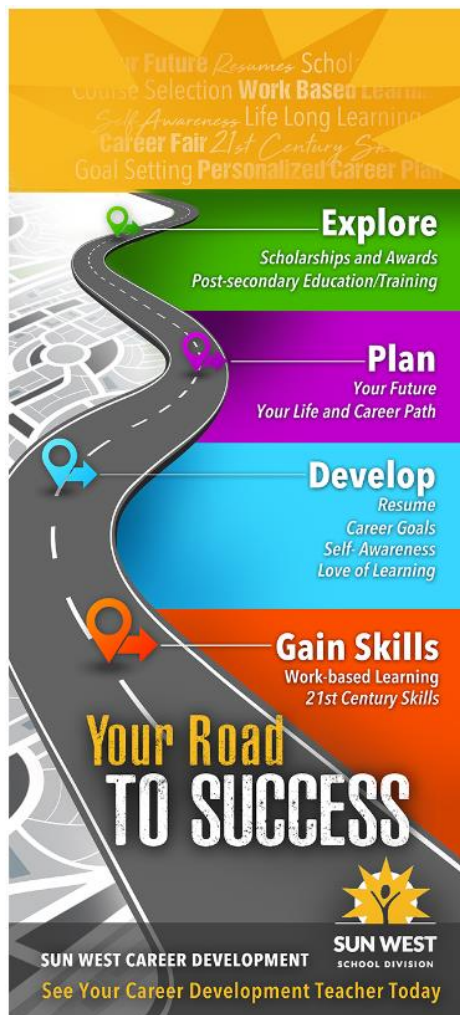 Future Resumes
Course Selection Work Based
Self Awareness Life Long Learning
Career Fair 21st Century
Goal Setting Personalized Career Plan
Explore
Scholarships and Awards
Post-secondary Education/Training
Plan
Your Future
Your Life and Career Path
Develop
Resume
Career Goals
Self- Awareness
Love of Learning
Gain Skills
Work-based Learning
21st Century Skills
Your Road
TO SUCCESS
SUN WEST
SCHOOL DIVISION
SUN WEST CAREER DEVELOPMENT
See Your Career Development Teacher Today